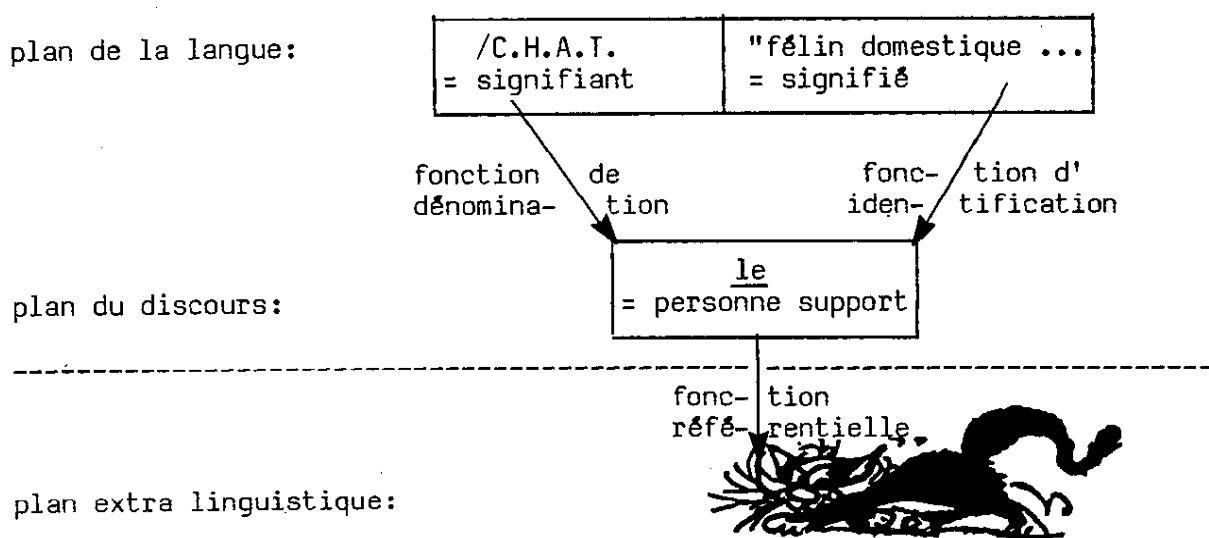 plan de la langue:
/C.H.A.T.
= signifiant
"félin domestique ...
= signifié
fonction de
dénomina- tion
fonc- tion d'
iden- tification
le
= personne support
plan du discours:
fonc- tion
réfé- rentielle
plan extra linguistique: